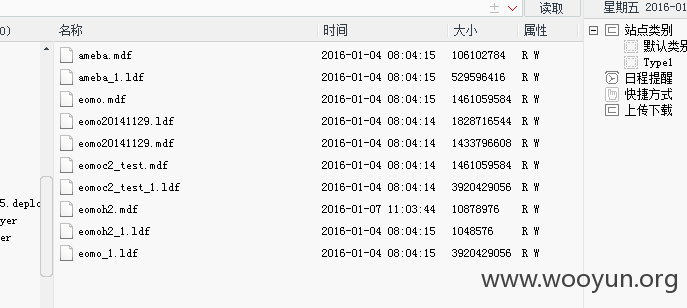 读取
星期五 2016-01-
0)
名称 时间 大小 属性
ameba.mdf 2016-01-04 08:04:15 106102784 R W
ameba_1.ldf 2016-01-04 08:04:15 529596416 R W
eomo.mdf 2016-01-04 08:04:15 1461059584 R W
eomo20141129.ldf 2016-01-04 08:04:14 1828716544 R W
eomo20141129.mdf 2016-01-04 08:04:14 1433796608 R W
eomoc2_test.mdf 2016-01-04 08:04:14 1461059584 R W
eomoc2_test_1.ldf 2016-01-04 08:04:14 3920429056 R W
eomoh2.mdf 2016-01-07 11:03:44 10878976 R W
eomoh2_1.ldf 2016-01-04 08:04:15 1048576 R W
eomo_1.ldf 2016-01-04 08:04:15 3920429056 R W
5.deplo
yer
er
站点类别
默认类别
Type1
日程提醒
快捷方式
上传下载
www.wooyun.org